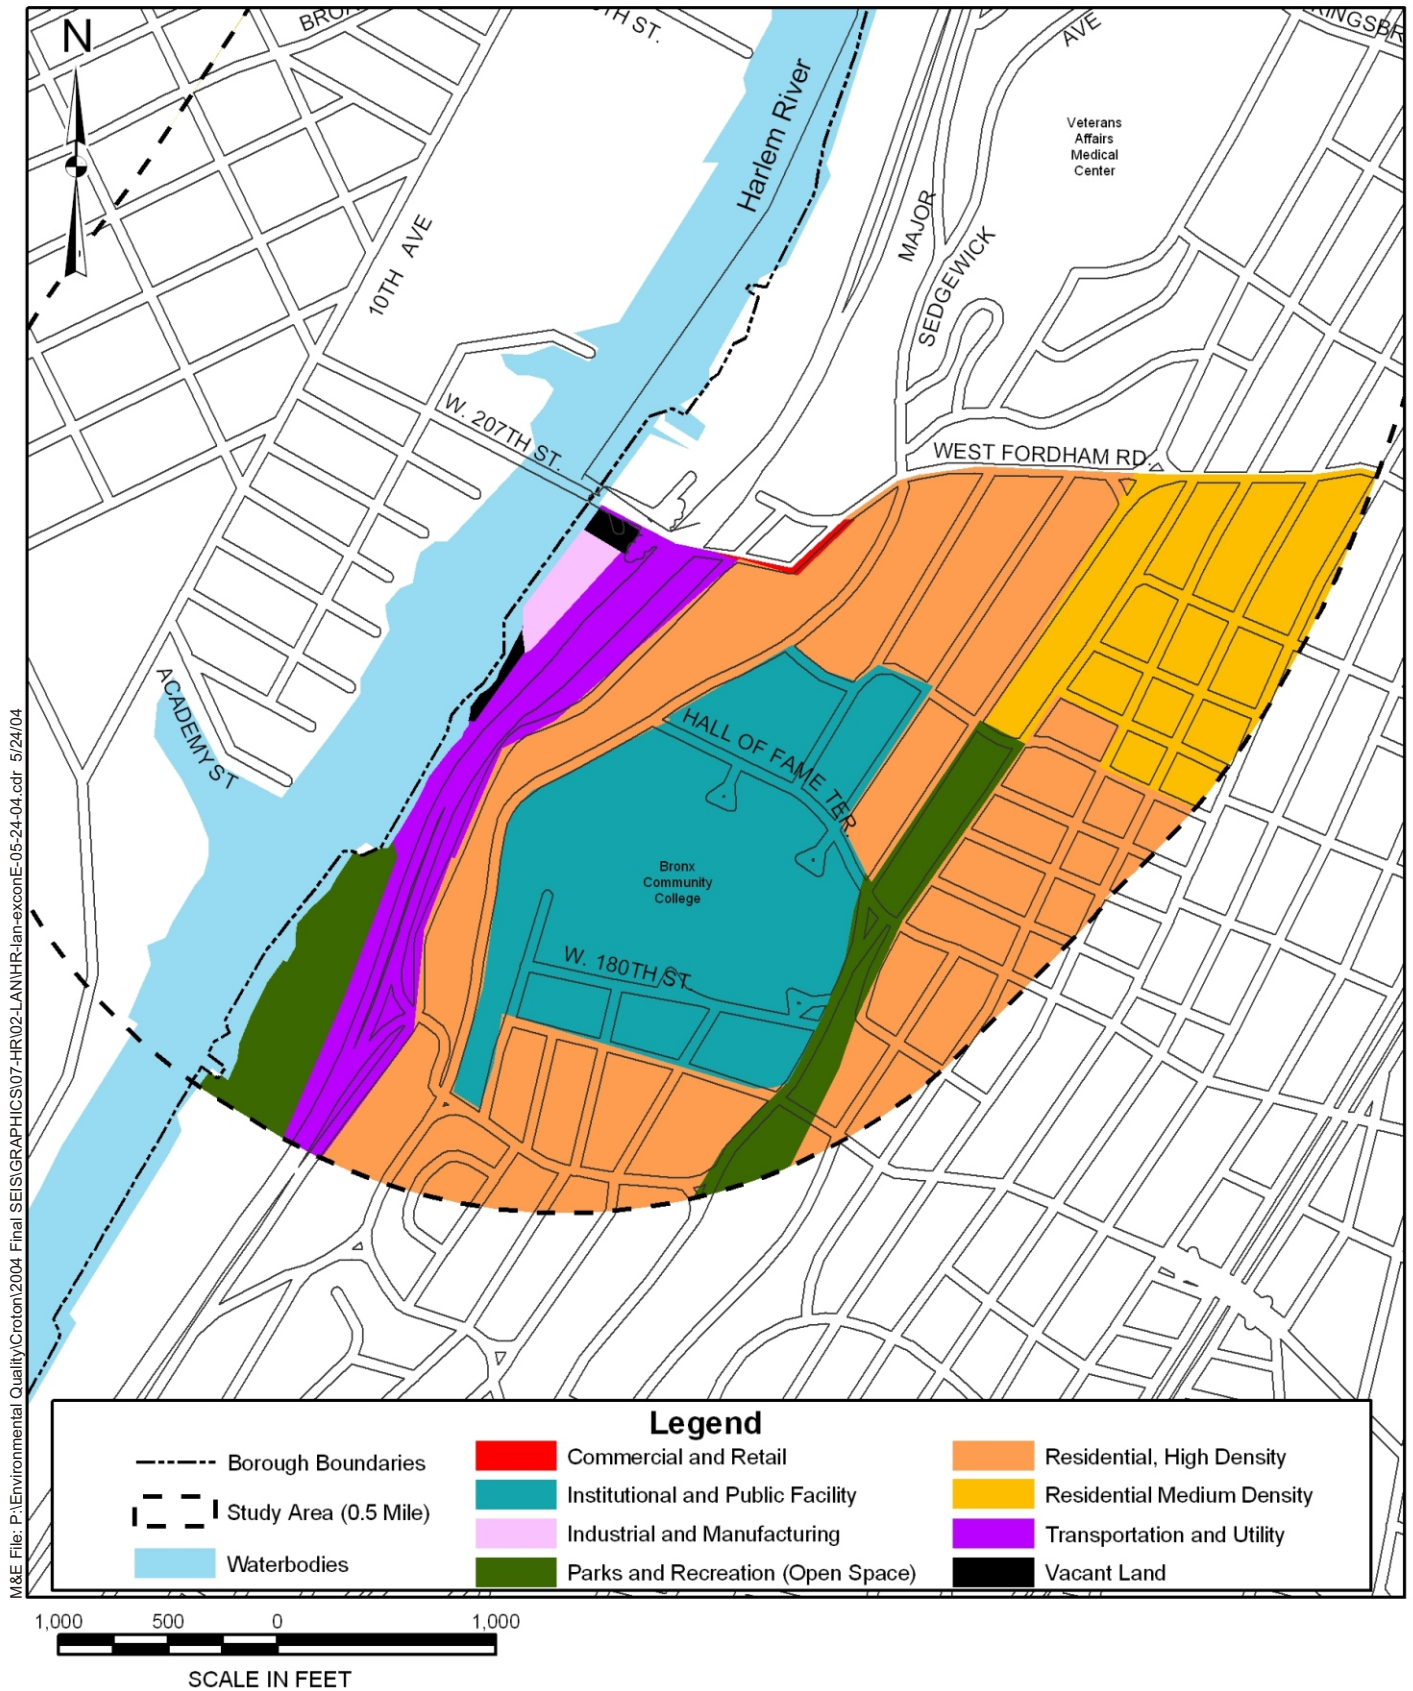 N
10TH AVE
W. 207TH ST.
ACADEMY ST
Harlem River
MAJOR
SEDGEWICK
AVE
Veterans
Affairs
Medical
Center
WEST FORDHAM RD.
HALL OF FAME TER.
Bronx
Community
College
W. 180TH ST.
M&E File: P:\Environmental Quality\Croton\2004 Final SEIS\GRAPHICS\07-HR\02-LAN\HR-lan-exconE-05-24-04.cdr 5/24/04
Legend
Borough Boundaries
Study Area (0.5 Mile)
Waterbodies
Commercial and Retail
Institutional and Public Facility
Industrial and Manufacturing
Parks and Recreation (Open Space)
Residential, High Density
Residential Medium Density
Transportation and Utility
Vacant Land
1,000 500 0 1,000
SCALE IN FEET